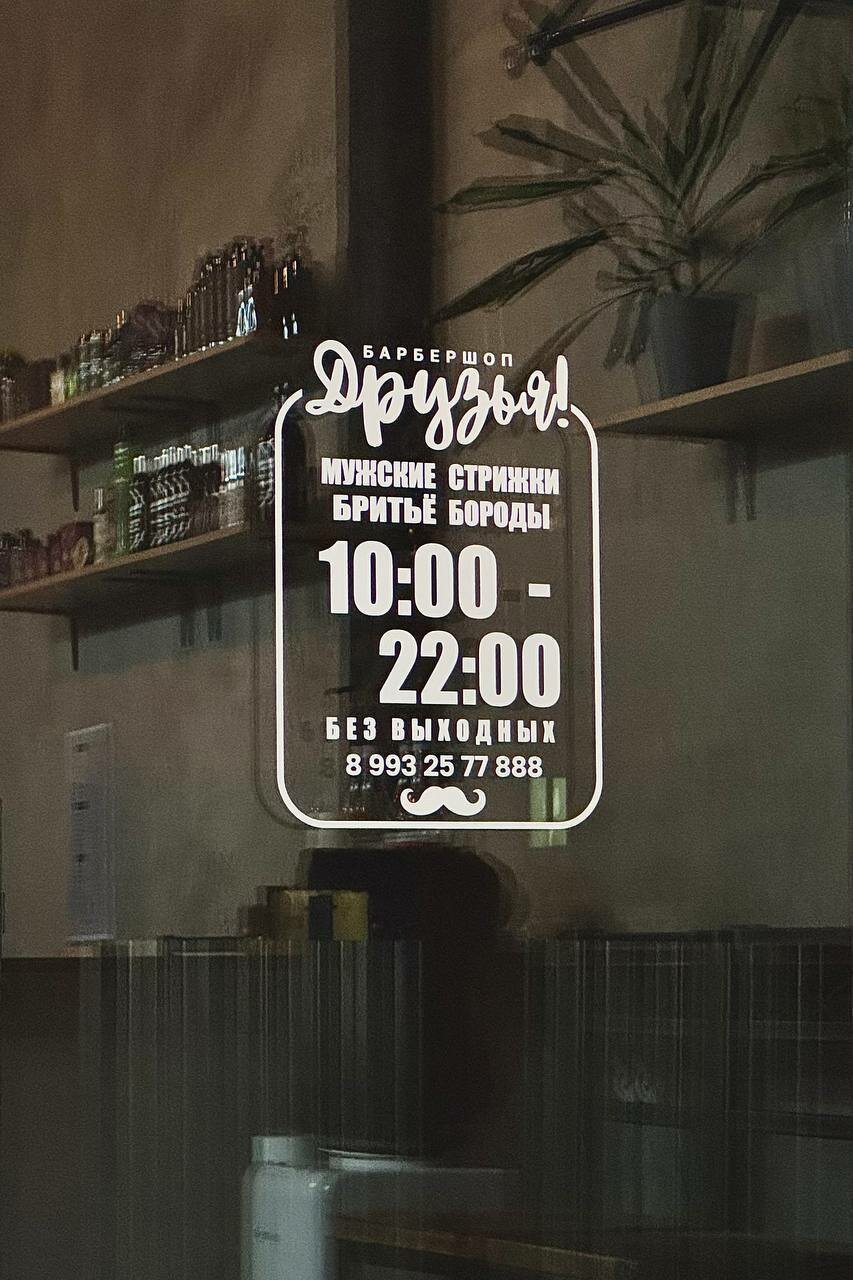 БАРБЕРШОП
Друзья!
МУЖСКИЕ СТРИЖКИ
БРИТЬЁ БОРОДЫ
10:00 -
22:00
БЕЗ ВЫХОДНЫХ
8 993 25 77 888